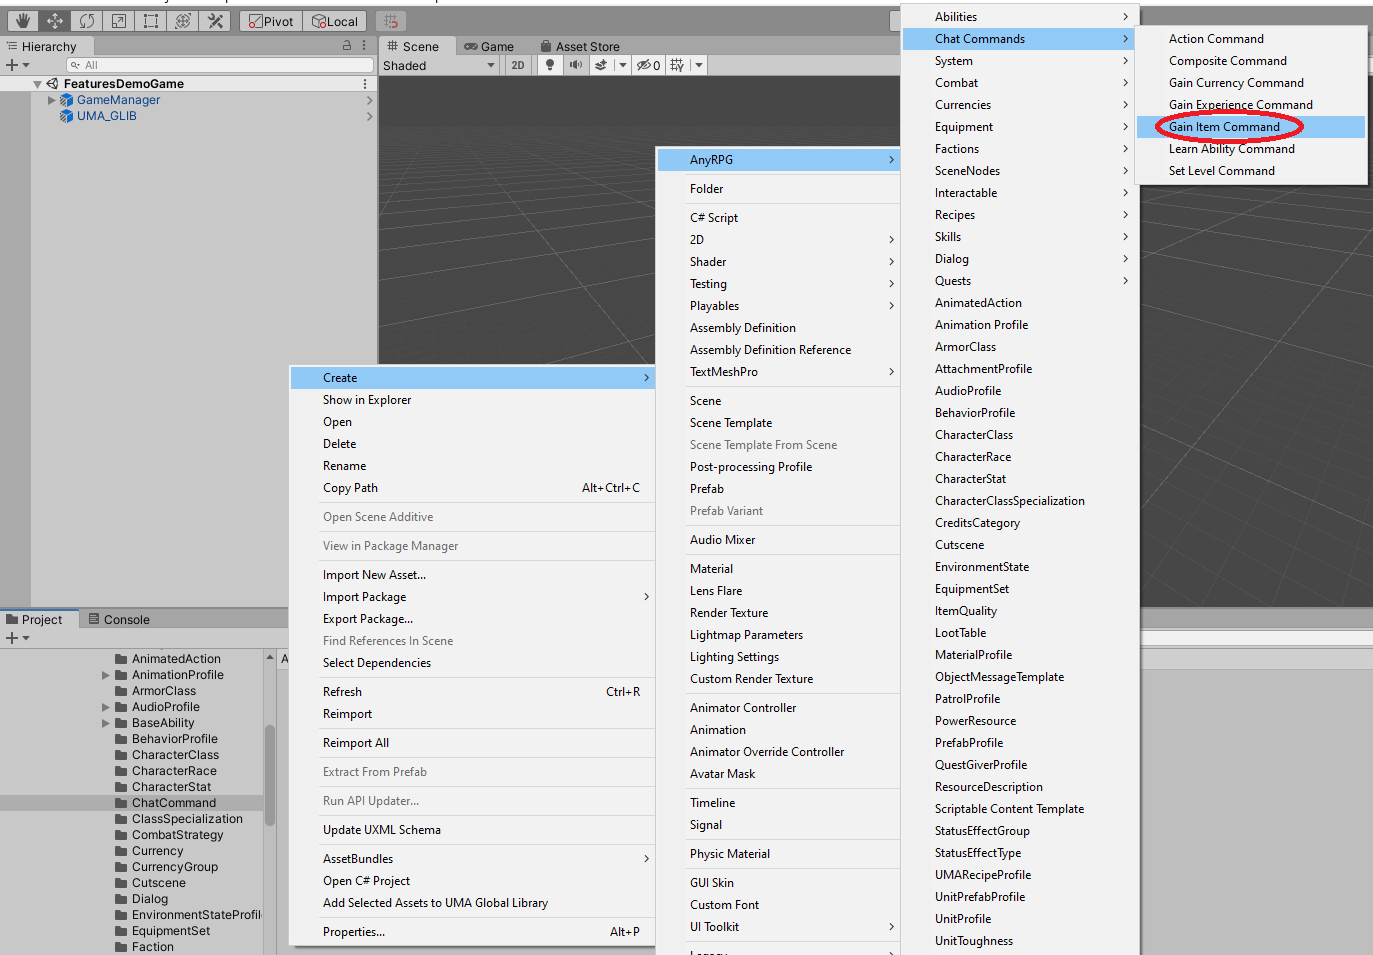 Pivot
Local
Hierarchy
All
FeaturesDemoGame
GameManager
UMA_GLIB
Scene
Game
Asset Store
Shaded
2D
0
Create
Show in Explorer
Open
Delete
Rename
Copy Path Alt+Ctrl+C
Open Scene Additive
View in Package Manager
Import New Asset...
Import Package
Export Package...
Find References In Scene
Select Dependencies
Refresh Ctrl+R
Reimport
Reimport All
Extract From Prefab
Run API Updater...
Update UXML Schema
AssetBundles
Open C# Project
Add Selected Assets to UMA Global Library
Properties... Alt+P
AnyRPG
Folder
C# Script
2D
Shader
Testing
Playables
Assembly Definition
Assembly Definition Reference
TextMeshPro
Scene
Scene Template
Scene Template From Scene
Post-processing Profile
Prefab
Prefab Variant
Audio Mixer
Material
Lens Flare
Render Texture
Lightmap Parameters
Lighting Settings
Custom Render Texture
Animator Controller
Animation
Animator Override Controller
Avatar Mask
Timeline
Signal
Physic Material
GUI Skin
Custom Font
UI Toolkit
Legacy
Abilities
Chat Commands
System
Combat
Currencies
Equipment
Factions
SceneNodes
Interactable
Recipes
Skills
Dialog
Quests
AnimatedAction
Animation Profile
ArmorClass
AttachmentProfile
AudioProfile
BehaviorProfile
CharacterClass
CharacterRace
CharacterStat
CharacterClassSpecialization
CreditsCategory
Cutscene
EnvironmentState
EquipmentSet
ItemQuality
LootTable
MaterialProfile
ObjectMessageTemplate
PatrolProfile
PowerResource
PrefabProfile
QuestGiverProfile
ResourceDescription
Scriptable Content Template
StatusEffectGroup
StatusEffectType
UMARecipeProfile
UnitPrefabProfile
UnitProfile
UnitToughness
Action Command
Composite Command
Gain Currency Command
Gain Experience Command
Gain Item Command
Learn Ability Command
Set Level Command
Project
Console
A
AnimatedAction
AnimationProfile
ArmorClass
AudioProfile
BaseAbility
BehaviorProfile
CharacterClass
CharacterRace
CharacterStat
ChatCommand
ClassSpecialization
CombatStrategy
Currency
CurrencyGroup
Cutscene
Dialog
EnvironmentStateProfil
EquipmentSet
Faction